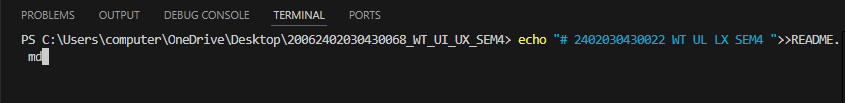 PROBLEMS OUTPUT DEBUG CONSOLE TERMINAL PORTS
PS C:\Users\computer\OneDrive\Desktop\20062402030430068_WT_UI_UX_SEM4> echo "# 2402030430022 WT UL LX SEM4 ">>README.
md